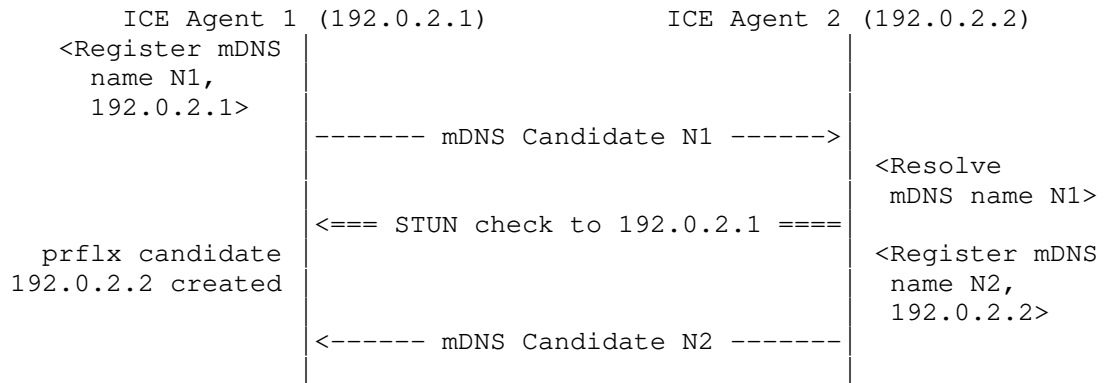 ICE Agent 1 (192.0.2.1) ICE Agent 2 (192.0.2.2)
<Register mDNS
name N1,
192.0.2.1>
------- mDNS Candidate N1 ------>
<Resolve
mDNS name N1>
<=== STUN check to 192.0.2.1 ====
prflx candidate <Register mDNS
192.0.2.2 created name N2,
192.0.2.2>
<------ mDNS Candidate N2 -------